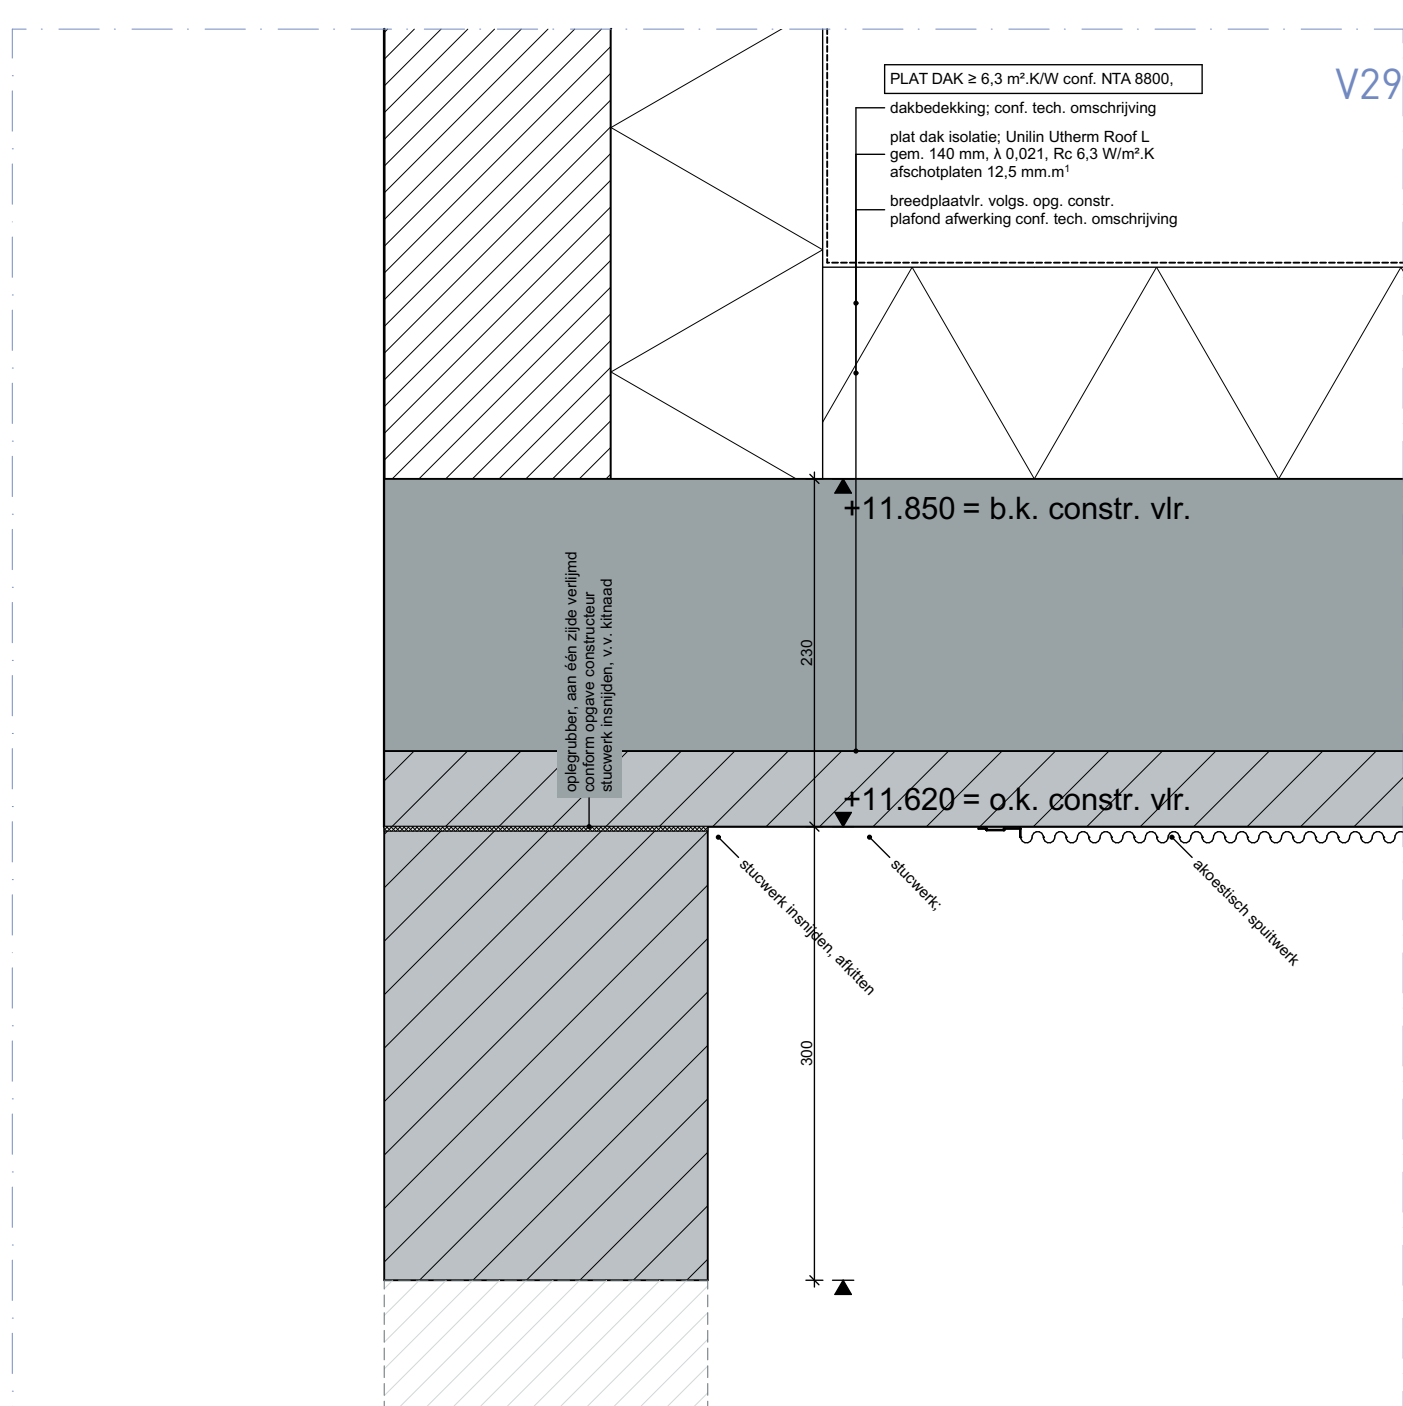 V29
PLAT DAK ≥ 6,3 m².K/W conf. NTA 8800,
dakbedekking; conf. tech. omschrijving
plat dak isolatie; Unilin Utherm Roof L
gem. 140 mm, λ 0,021, Rc 6,3 W/m².K
afschotplaten 12,5 mm.m¹
breedplaatvlr. volgs. opg. constr.
plafond afwerking conf. tech. omschrijving
+11.850 = b.k. constr. vlr.
oplegrubber, aan één zijde verlijmd
conform opgave constructeur
stucwerk insnijden, v.v. kitnaad
230
+11.620 = o.k. constr. vlr.
stucwerk insnijden, afkitten
stucwerk;
akoestisch spuitwerk
300